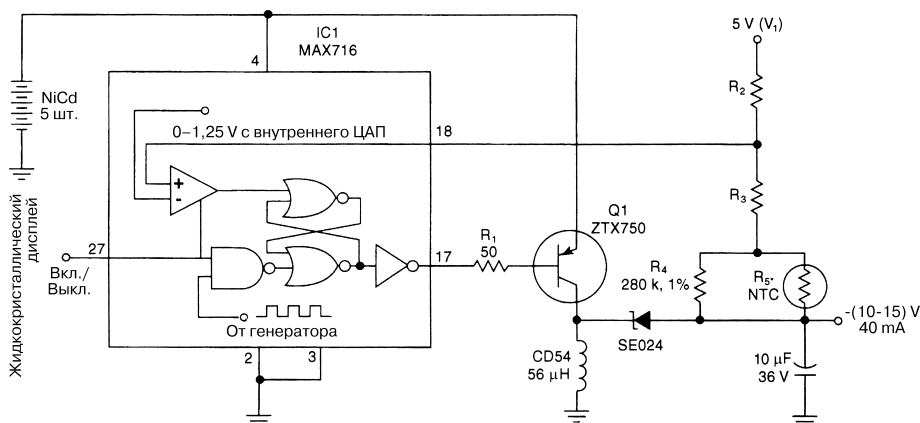 IC1
MAX716
4
5 V (V₁)
NiCd
5 шт.
R₂
0–1,25 V с внутреннего ЦАП
18
+
-
R₃
Q1
ZTX750
Жидкокристаллический
дисплей
27
Вкл./
Выкл.
17
R₁
50
R₄
280 k, 1%
R₅.
NTC
От генератора
-(10-15) V
40 mA
SE024
2
3
CD54
56 μH
10 μF
36 V